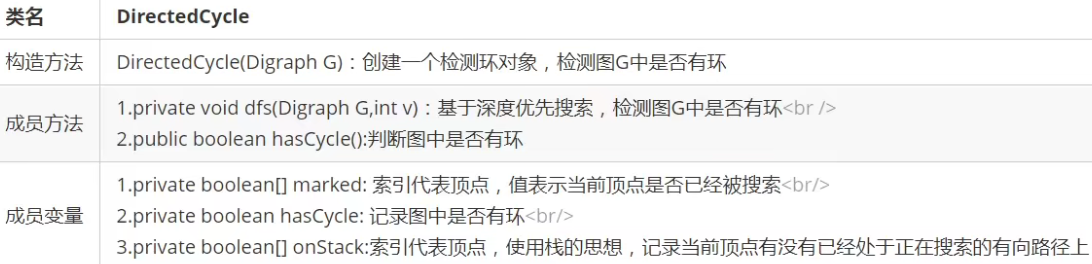 类名 DirectedCycle
构造方法 DirectedCycle(Digraph G)：创建一个检测环对象，检测图G中是否有环
成员方法 1.private void dfs(Digraph G,int v)：基于深度优先搜索，检测图G中是否有环<br />
2.public boolean hasCycle():判断图中是否有环
成员变量 1.private boolean[] marked: 索引代表顶点，值表示当前顶点是否已经被搜索<br/>
2.private boolean hasCycle: 记录图中是否有环<br/>
3.private boolean[] onStack:索引代表顶点，使用栈的思想，记录当前顶点有没有已经处于正在搜索的有向路径上